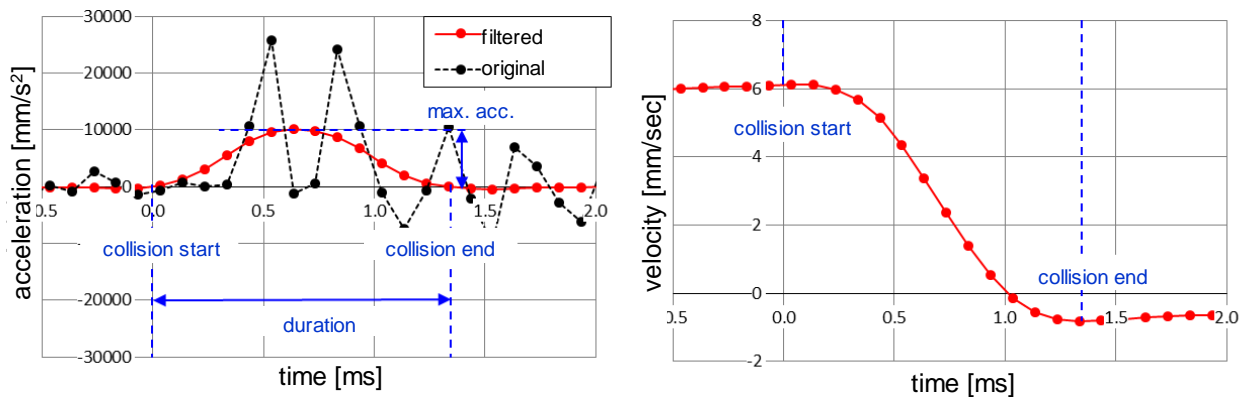 30000
20000
10000
0
-20000
-30000
acceleration [mm/s²]
filtered
original
max. acc.
0.5
0.0
0.5
1.0
1.5
2.0
collision start
collision end
duration
time [ms]
8
6
4
2
0
-2
velocity [mm/sec]
collision start
collision end
0.5
0.0
0.5
1.0
1.5
2.0
time [ms]